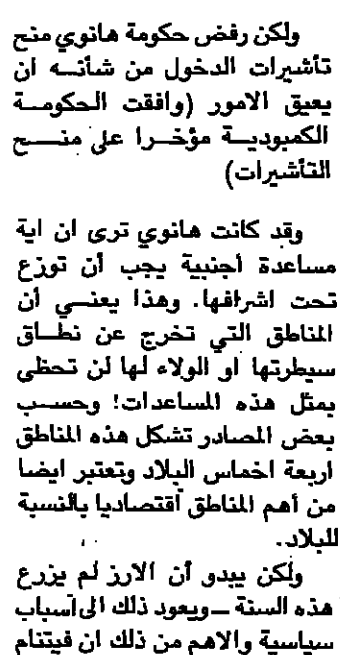 ولكن رفض حكومة هانوي منح
تأشيرات الدخول من شأنه ان
يعيق الامور (وافقت الحكومة
الكمبودية مؤخرا على منح
التأشيرات)
وقد كانت هانوي ترى ان اية
مساعدة أجنبية يجب أن توزع
تحت اشرافها. وهذا يعني أن
المناطق التي تخرج عن نطاق
سيطرتها او الولاء لها لن تحظى
بمثل هذه المساعدات! وحسب
بعض المصادر تشكل هذه المناطق
اربعة اخماس البلاد وتعتبر ايضا
من أهم المناطق اقتصاديا بالنسبة
للبلاد.
ولكن يبدو أن الارز لم يزرع
هذه السنة ـ ويعود ذلك الى اسباب
سياسية والاهم من ذلك ان فيتنام